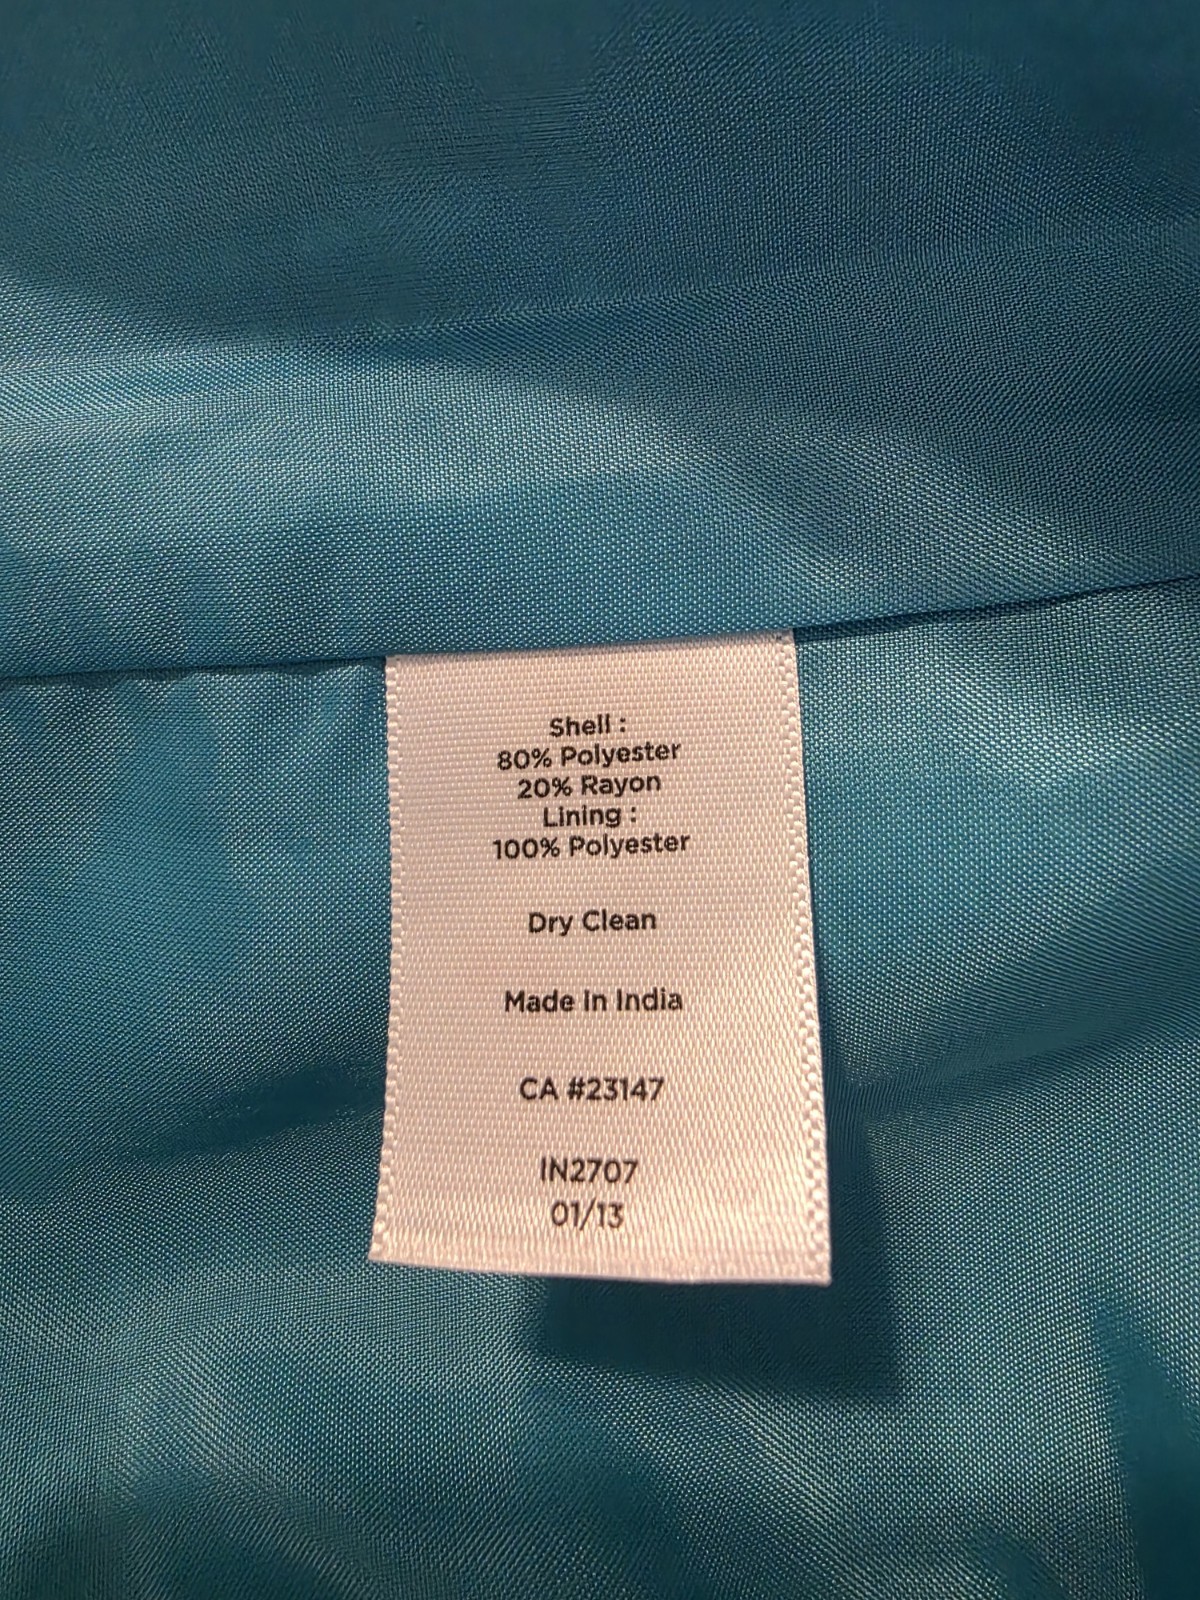 Shell :
80% Polyester
20% Rayon
Lining :
100% Polyester
Dry Clean
Made in India
CA #23147
IN2707
01/13